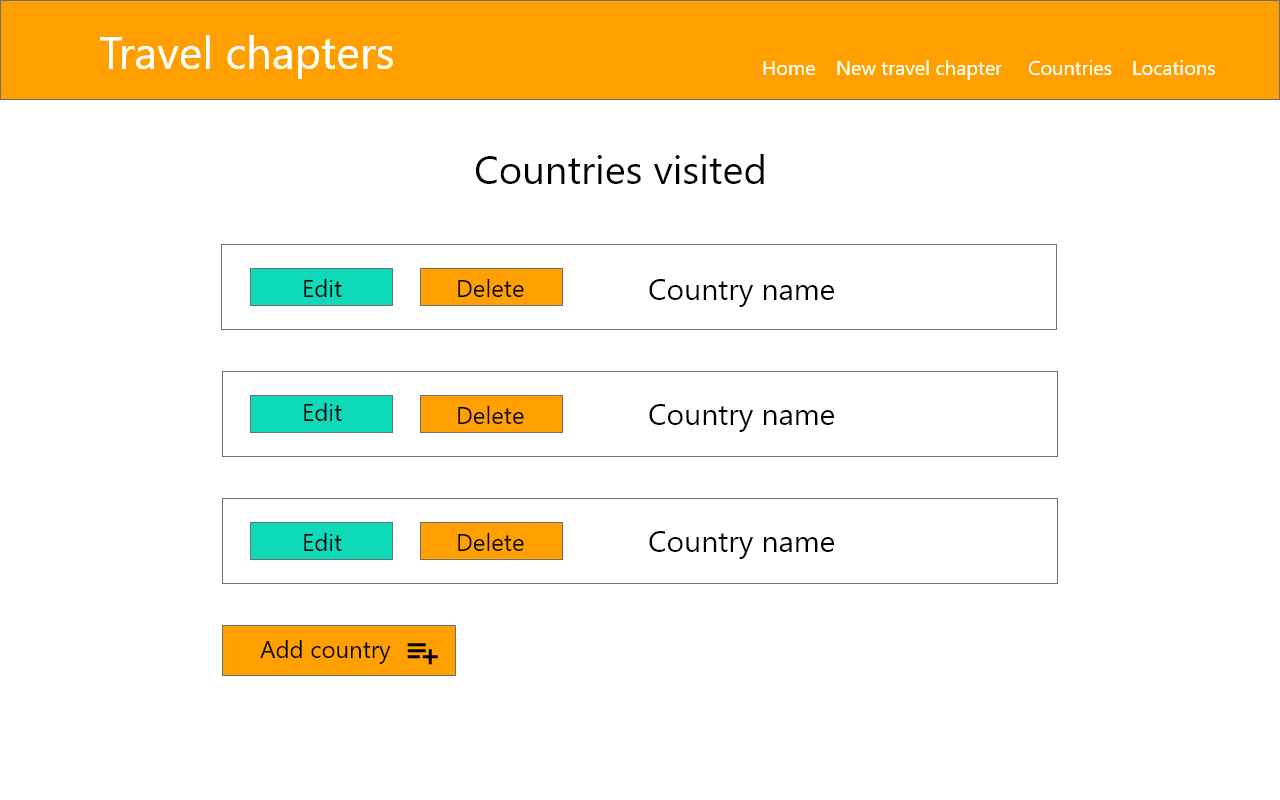 Travel chapters
Home New travel chapter Countries Locations
Countries visited
Edit Delete Country name
Edit Delete Country name
Edit Delete Country name
Add country